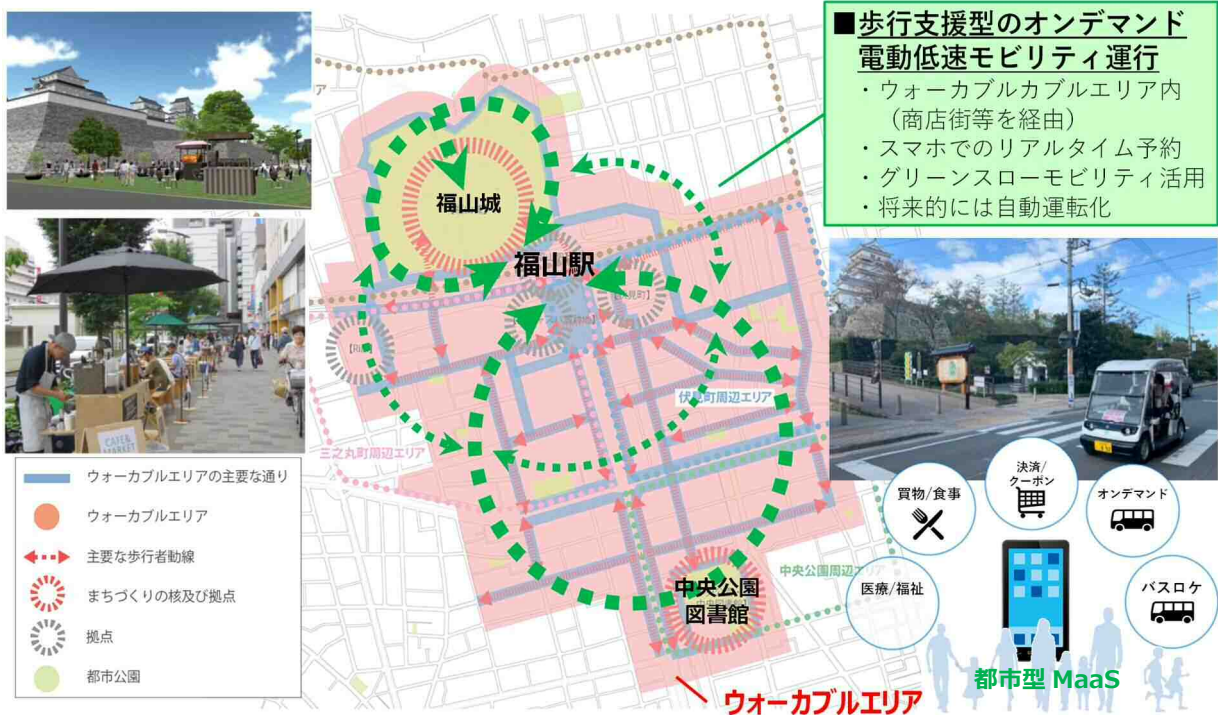 ■歩行支援型のオンデマンド
電動低速モビリティ運行
・ウォーカブルカブルエリア内
（商店街等を経由）
・スマホでのリアルタイム予約
・グリーンスローモビリティ活用
・将来的には自動運転化
福山城
福山駅
伏見町周辺エリア
三之丸町周辺エリア
中央公園周辺エリア
中央公園
図書館
ウォーカブルエリア
CAFE&
MARKET
ウォーカブルエリアの主要な通り
ウォーカブルエリア
主要な歩行者動線
まちづくりの核及び拠点
拠点
都市公園
買物/食事
決済/
クーポン
オンデマンド
医療/福祉
バスロケ
都市型 MaaS